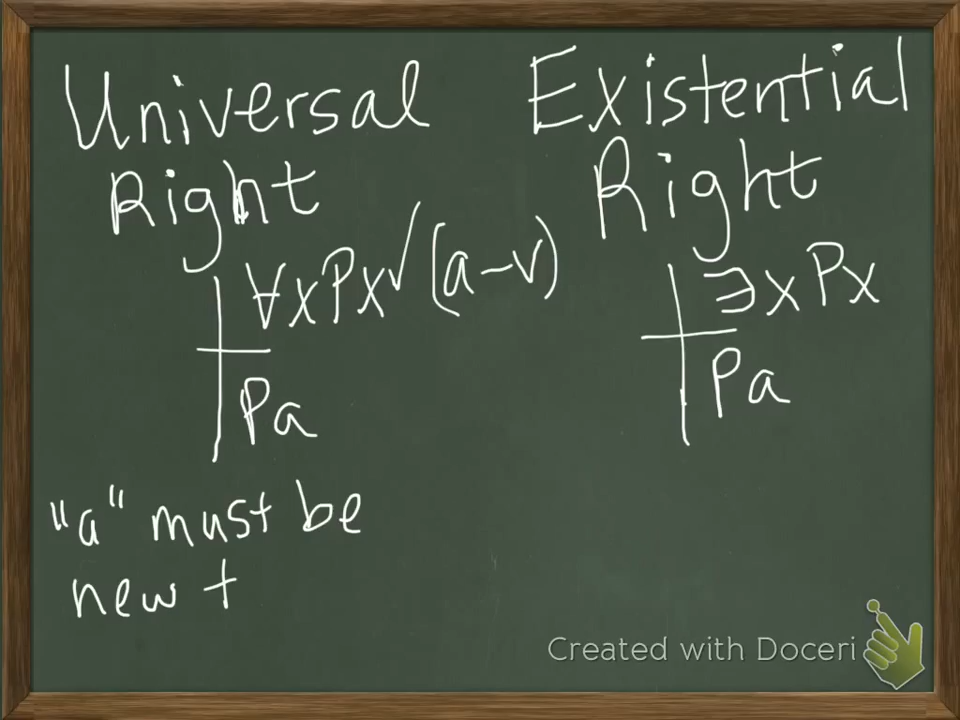 Universal
Right
∀xPx✓(a-v)
Pa
"a" must be
new t
Existential
Right
∃xPx
Pa
Created with Doceri